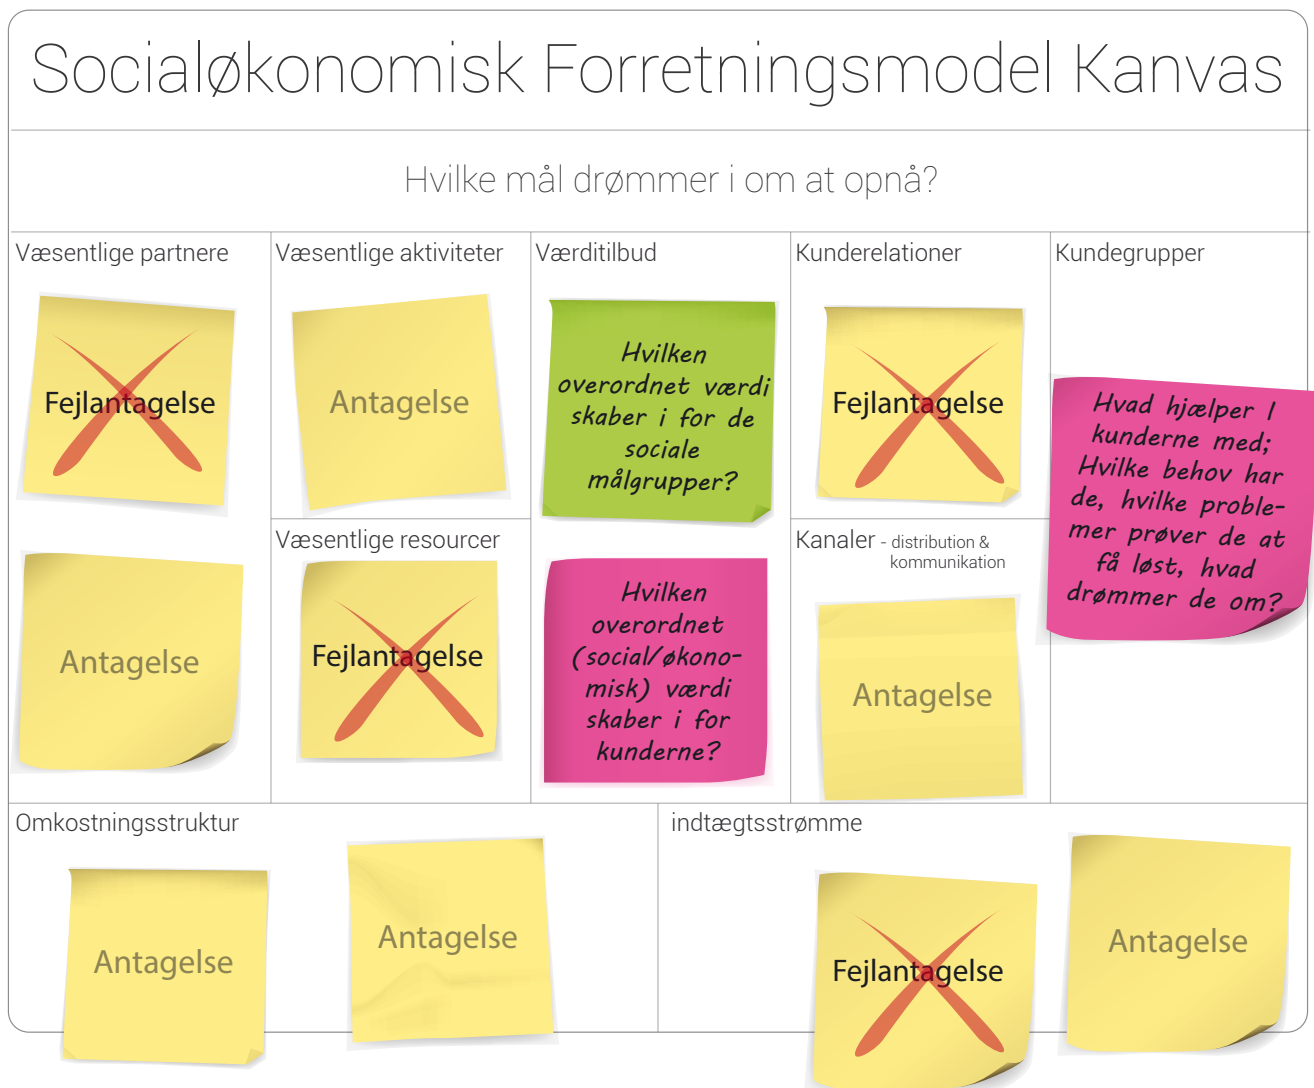 Socialøkonomisk Forretningsmodel Kanvas
Hvilke mål drømmer i om at opnå?
Væsentlige partnere
Fejlantagelse
Antagelse
Væsentlige aktiviteter
Antagelse
Væsentlige resourcer
Fejlantagelse
Værditilbud
Hvilken
overordnet værdi
skaber i for de
sociale
målgrupper?
Hvilken
overordnet
(social/økono-
misk) værdi
skaber i for
kunderne?
Kunderelationer
Fejlantagelse
Kanaler - distribution &
kommunikation
Antagelse
Kundegrupper
Hvad hjælper I
kunderne med;
Hvilke behov har
de, hvilke proble-
mer prøver de at
få løst, hvad
drømmer de om?
Omkostningsstruktur
Antagelse
Antagelse
indtægtsstrømme
Fejlantagelse
Antagelse